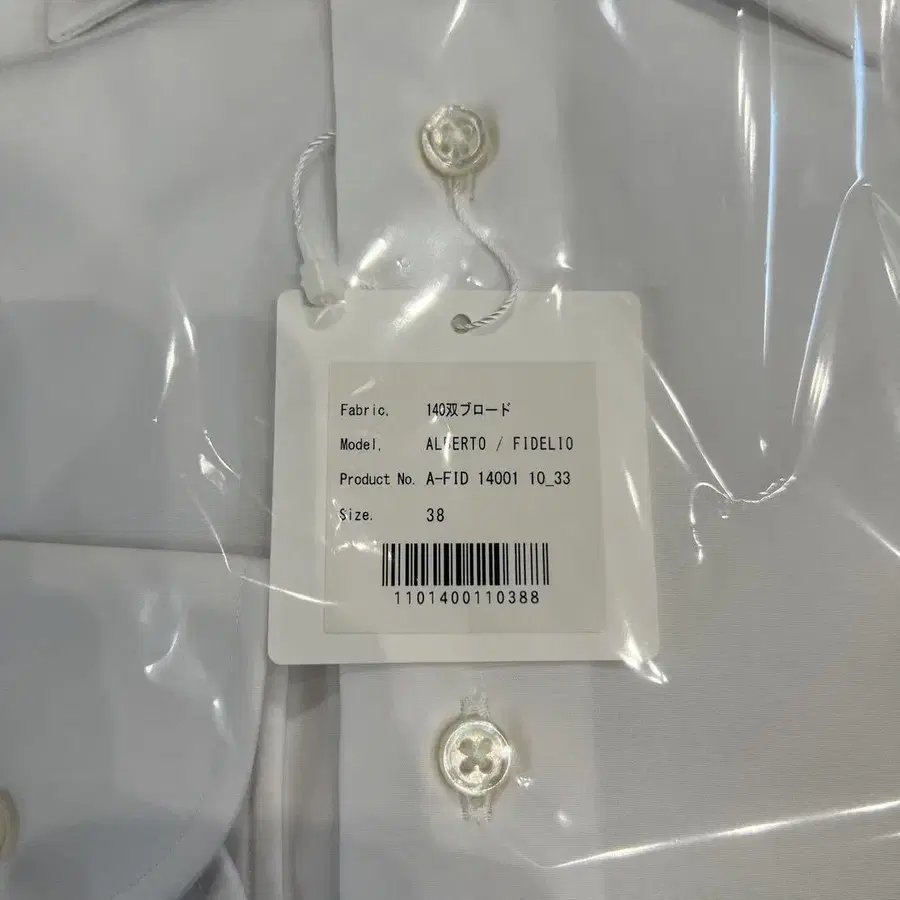 Fabric. 140双ブロード
Model. ALBERTO / FIDELIO
Product No. A-FID 14001 10_33
Size. 38
1101400110388